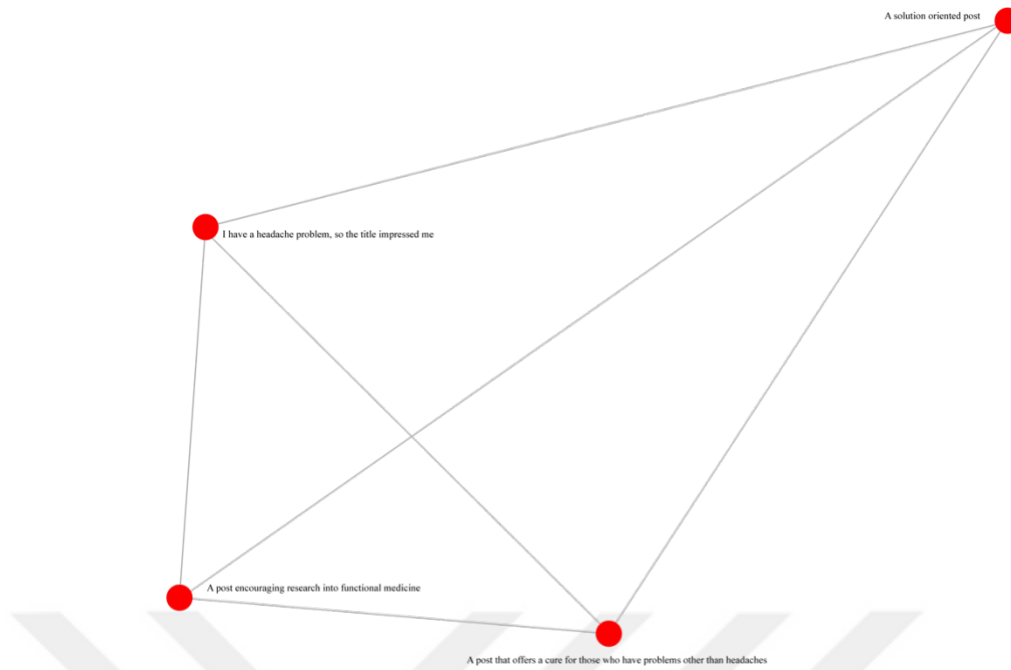 A solution oriented post
I have a headache problem, so the title impressed me
A post encouraging research into functional medicine
A post that offers a cure for those who have problems other than headaches